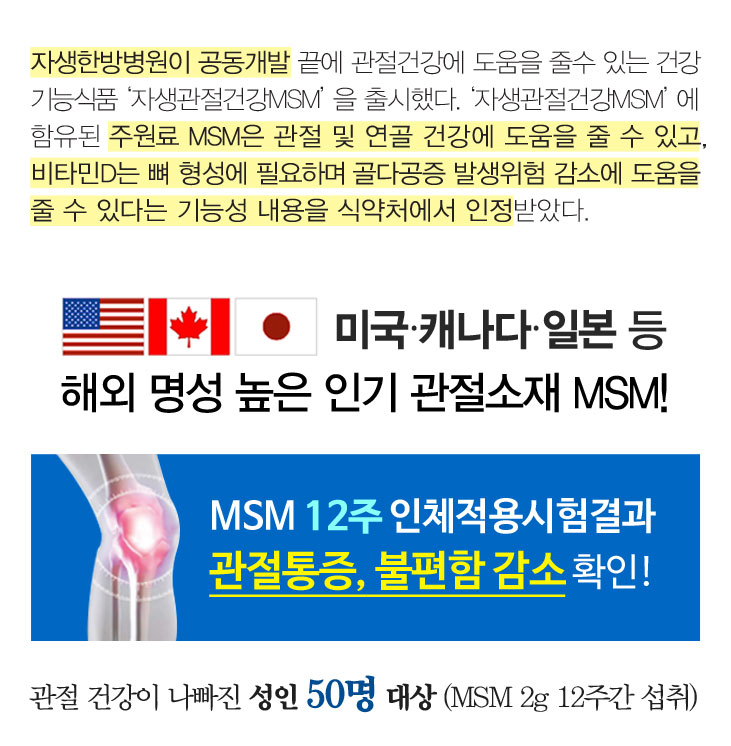 자생한방병원이 공동개발 끝에 관절건강에 도움을 줄수 있는 건강
기능식품 ‘자생관절건강MSM’ 을 출시했다. ‘자생관절건강MSM’ 에
함유된 주원료 MSM은 관절 및 연골 건강에 도움을 줄 수 있고,
비타민D는 뼈 형성에 필요하며 골다공증 발생위험 감소에 도움을
줄 수 있다는 기능성 내용을 식약처에서 인정받았다.
미국·캐나다·일본 등
해외 명성 높은 인기 관절소재 MSM!
MSM 12주 인체적용시험결과
관절통증, 불편함 감소 확인!
관절 건강이 나빠진 성인 50명 대상 (MSM 2g 12주간 섭취)